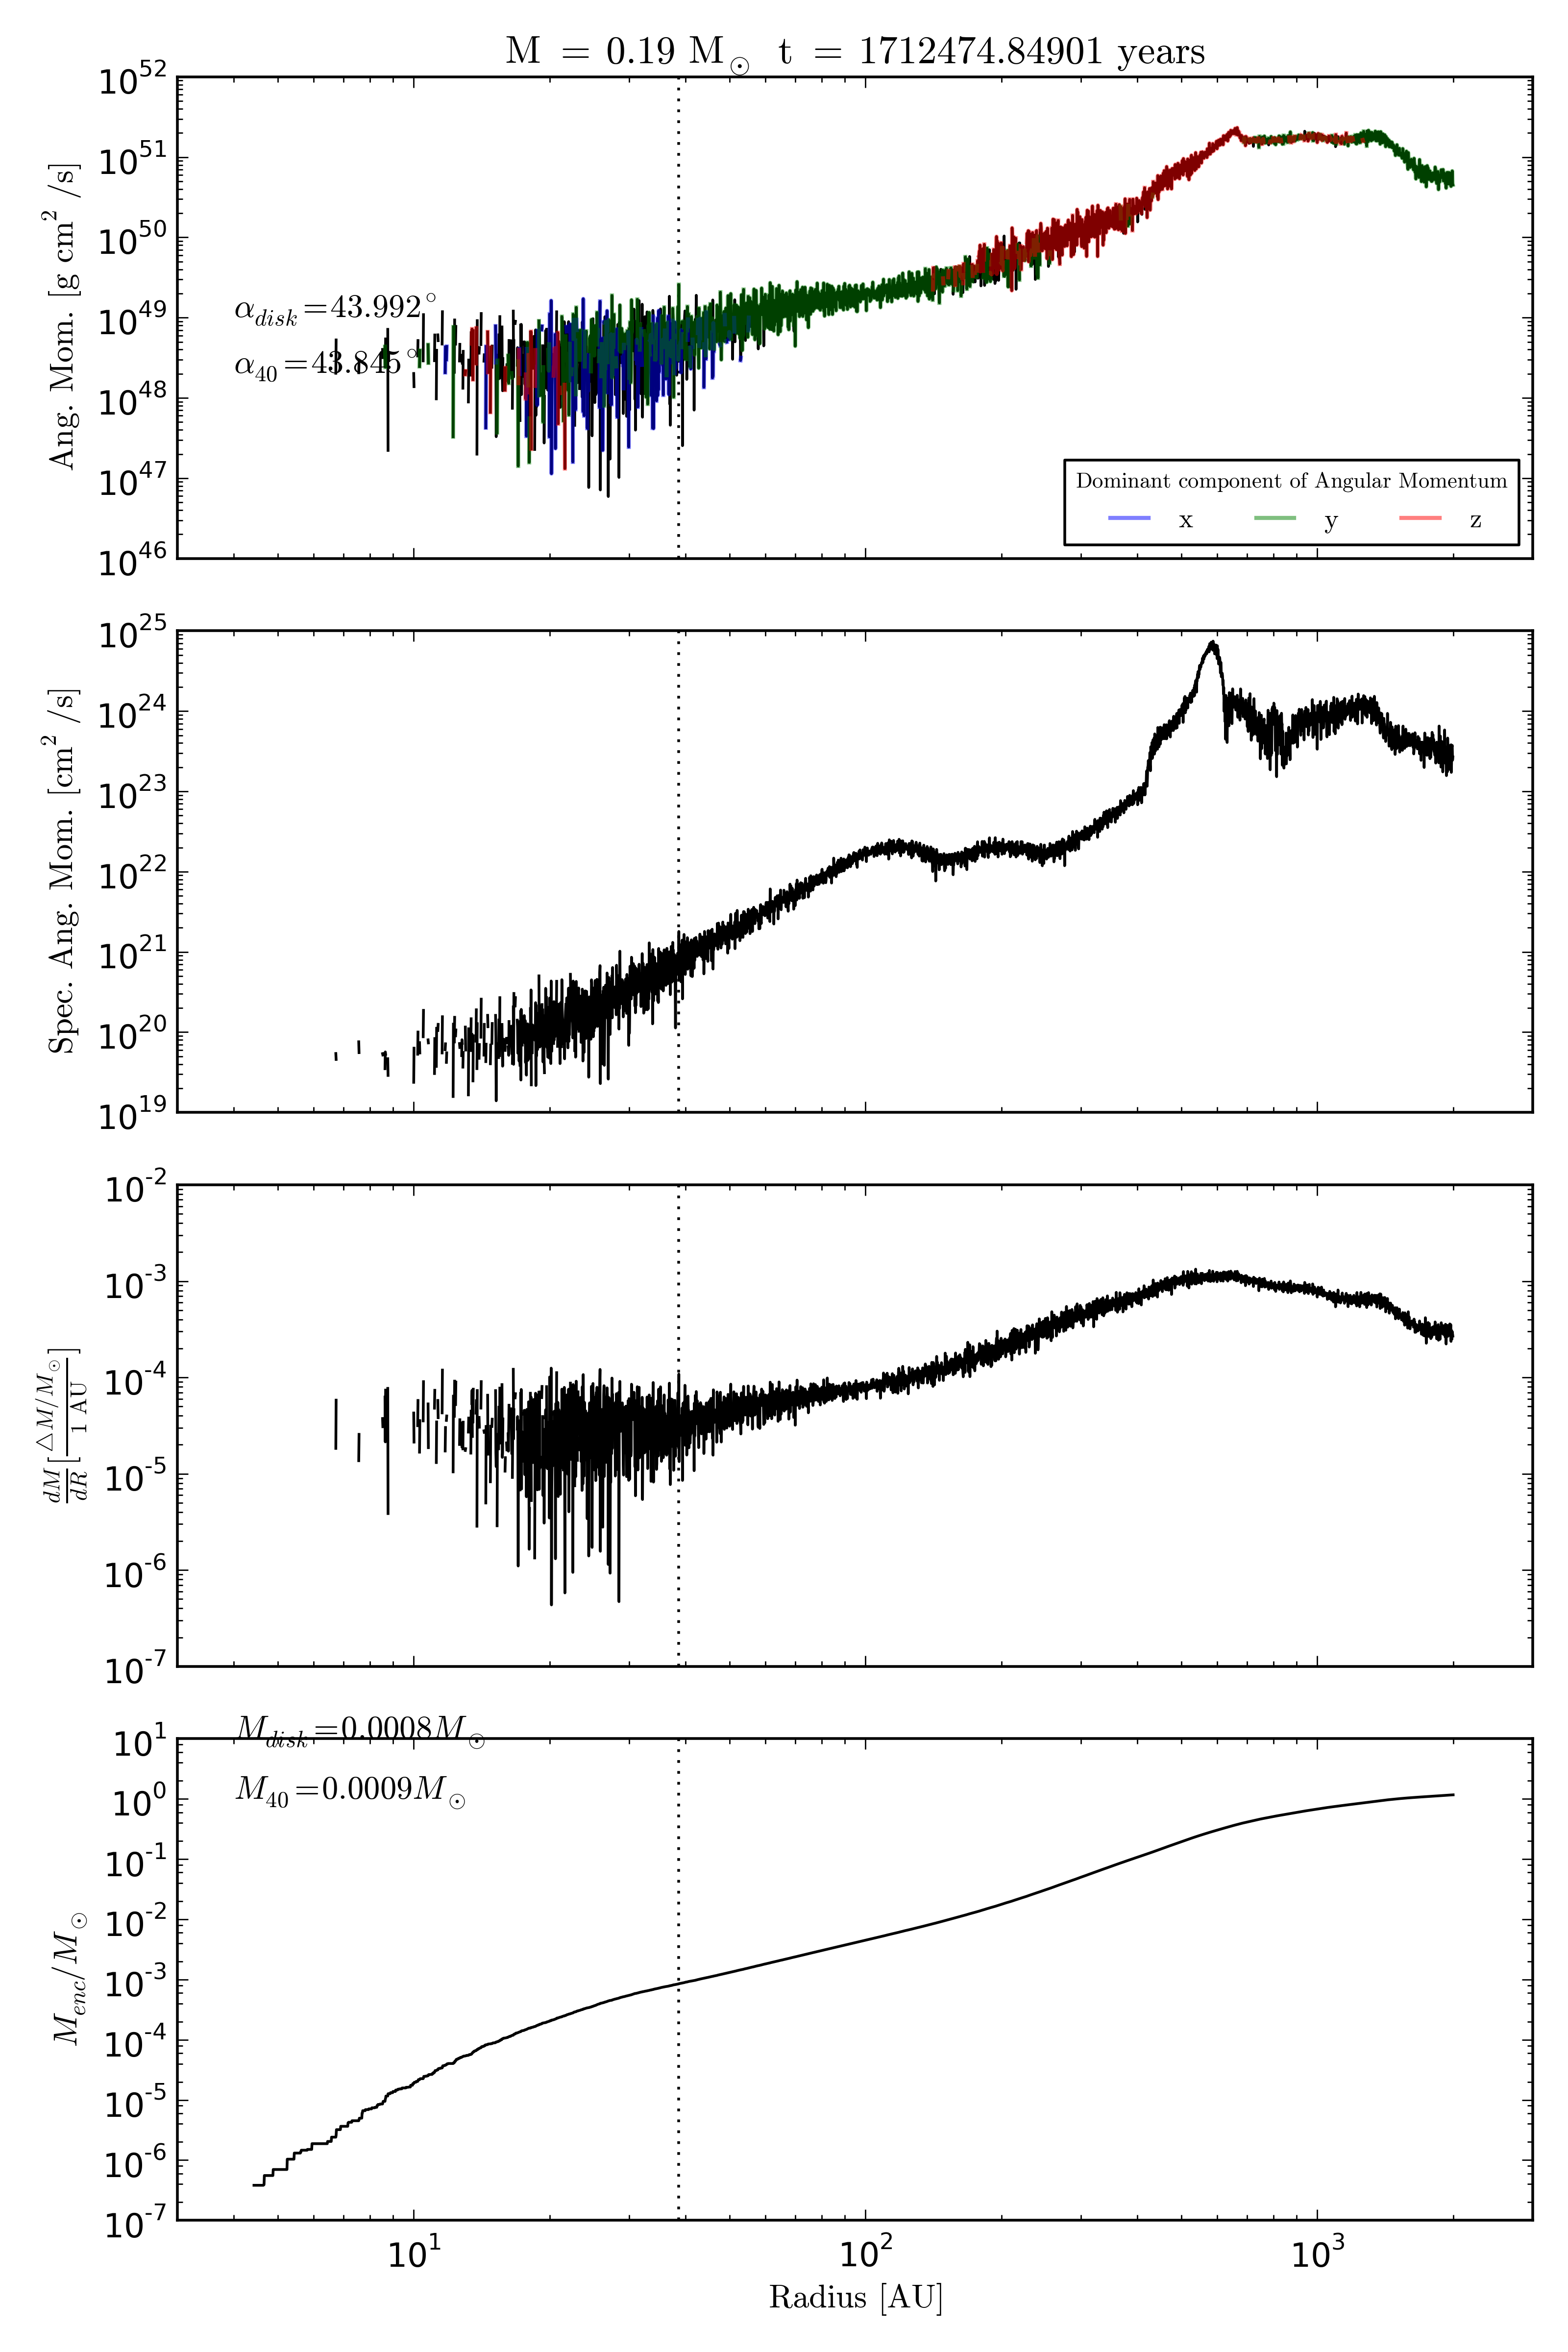 M = 0.19 M⊙ t = 1712474.84901 years
10^52
10^51
10^50
10^49
10^48
10^47
10^46
Ang. Mom. [g cm^2 /s]
α_disk=43.992°
α_40=43.845°
Dominant component of Angular Momentum
x y z
10^25
10^24
10^23
10^22
10^21
10^20
10^19
Spec. Ang. Mom. [cm^2 /s]
10^-2
10^-3
10^-4
10^-5
10^-6
10^-7
dM/dR [△M/M⊙ / 1 AU]
M_disk=0.0008M⊙
M_40=0.0009M⊙
10^1
10^0
10^-1
10^-2
10^-3
10^-4
10^-5
10^-6
10^-7
M_enc/M⊙
10^1 10^2 10^3
Radius [AU]